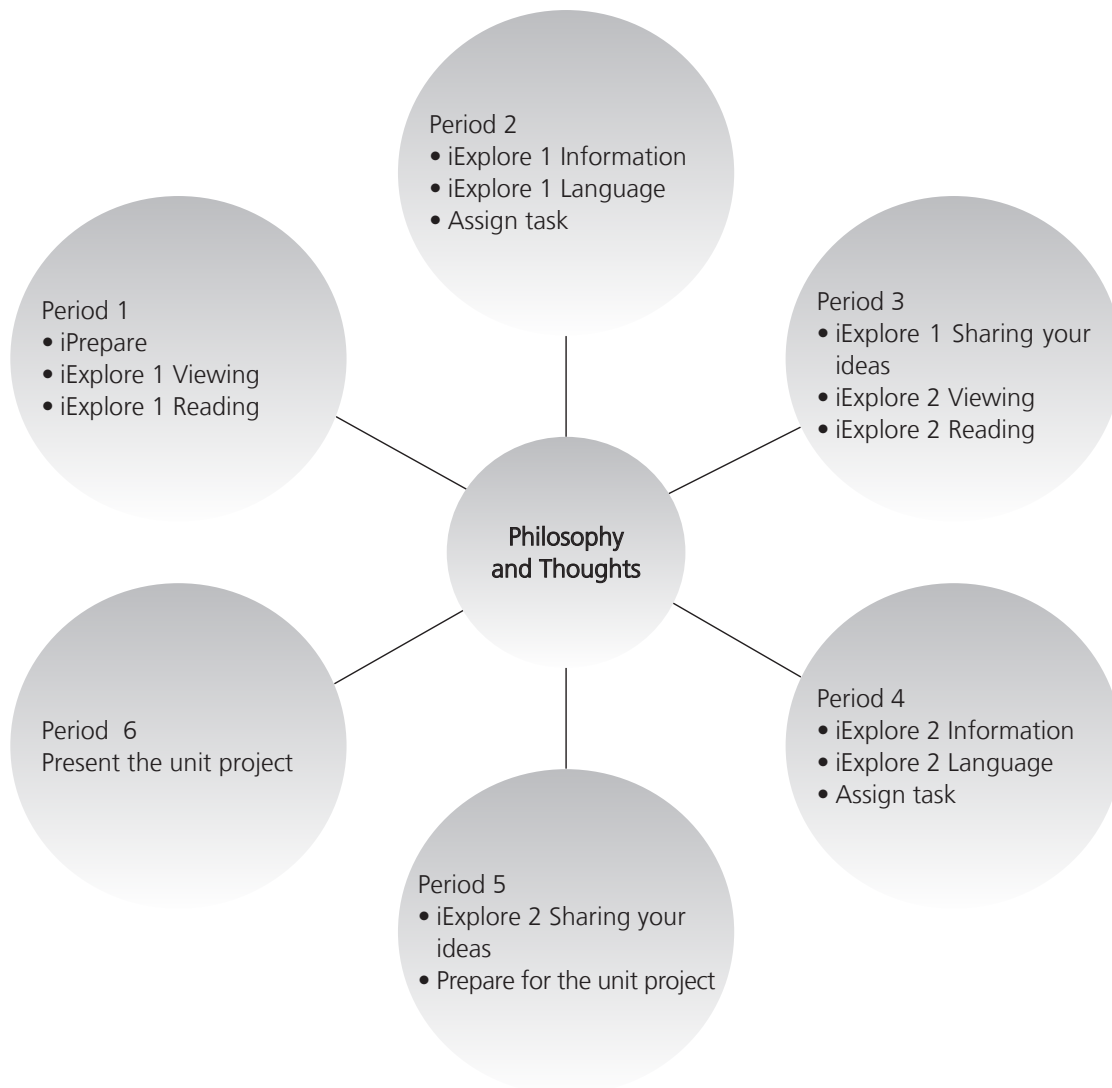 Period 1
• iPrepare
• iExplore 1 Viewing
• iExplore 1 Reading
Period 2
• iExplore 1 Information
• iExplore 1 Language
• Assign task
Period 3
• iExplore 1 Sharing your
ideas
• iExplore 2 Viewing
• iExplore 2 Reading
Philosophy
and Thoughts
Period 4
• iExplore 2 Information
• iExplore 2 Language
• Assign task
Period 5
• iExplore 2 Sharing your
ideas
• Prepare for the unit project
Period 6
Present the unit project